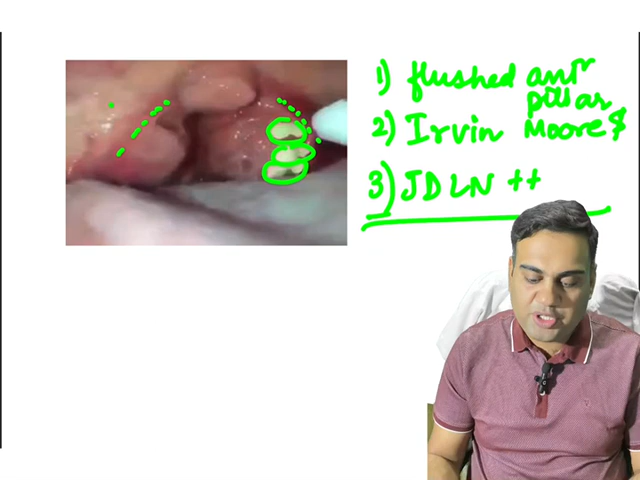 1) flushed antr
pillar
2) Irvin Moore $
3) JDLN ++